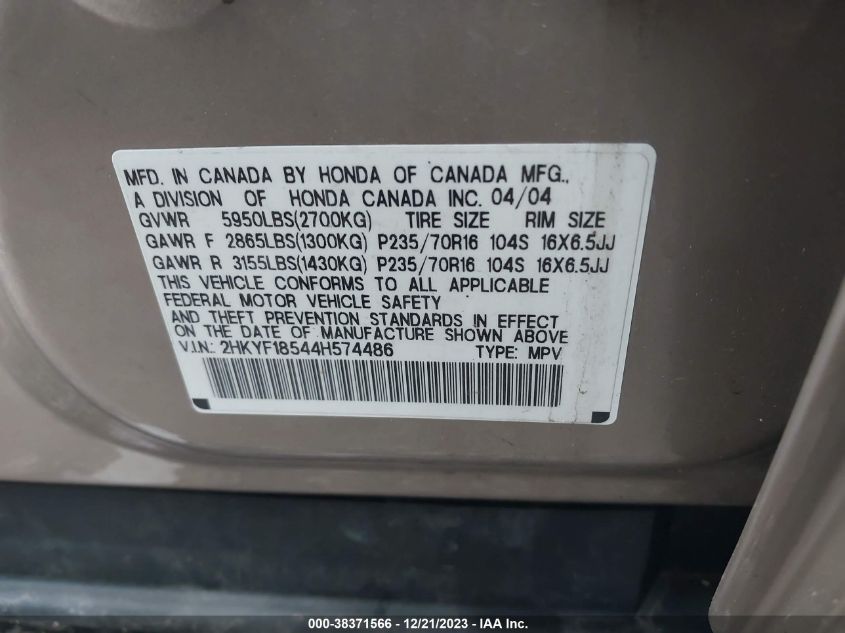 MFD. IN CANADA BY HONDA OF CANADA MFG.,
A DIVISION OF HONDA CANADA INC. 04/04
GVWR 5950LBS(2700KG) TIRE SIZE RIM SIZE
GAWR F 2865LBS(1300KG) P235/70R16 104S 16X6.5JJ
GAWR R 3155LBS(1430KG) P235/70R16 104S 16X6.5JJ
THIS VEHICLE CONFORMS TO ALL APPLICABLE
FEDERAL MOTOR VEHICLE SAFETY
AND THEFT PREVENTION STANDARDS IN EFFECT
ON THE DATE OF MANUFACTURE SHOWN ABOVE
V.I.N.: 2HKYF18544H574486 TYPE: MPV
000-38371566 - 12/21/2023 - IAA Inc.